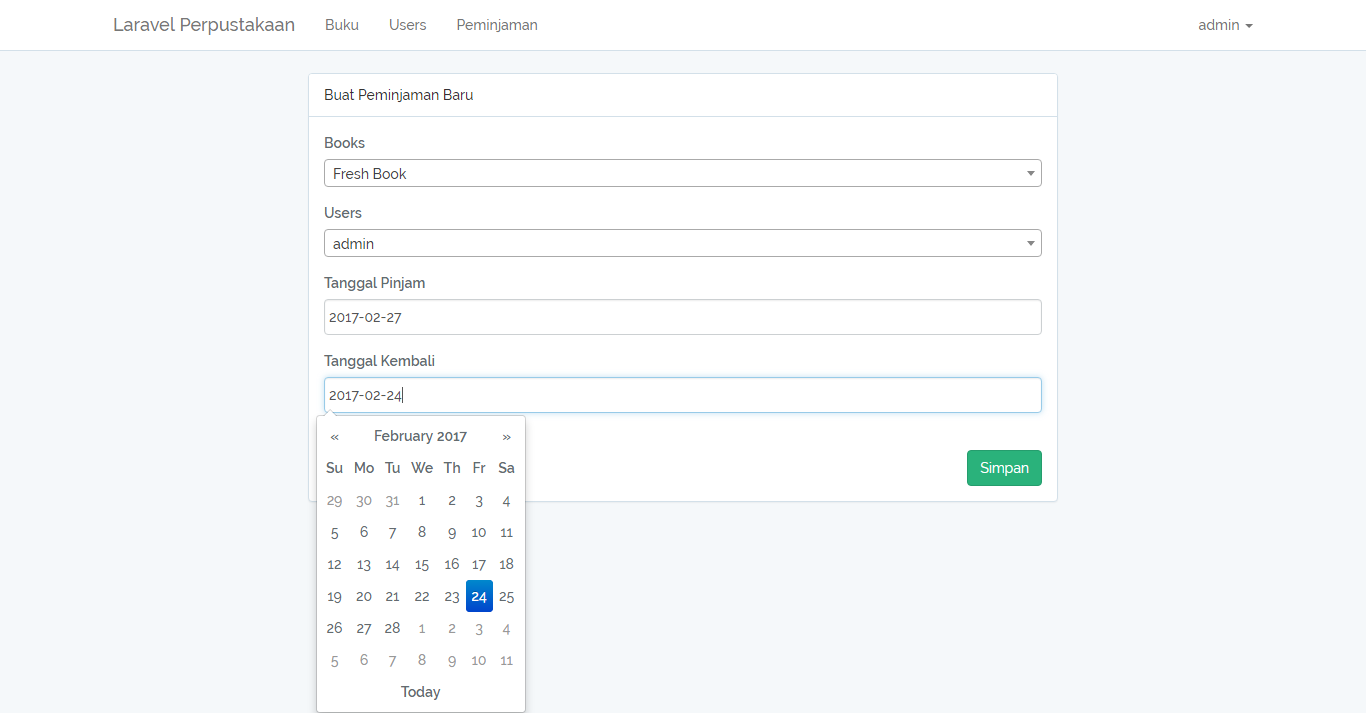 Laravel Perpustakaan Buku Users Peminjaman admin
Buat Peminjaman Baru
Books
Fresh Book
Users
admin
Tanggal Pinjam
2017-02-27
Tanggal Kembali
2017-02-24
« February 2017 »
Su Mo Tu We Th Fr Sa
29 30 31 1 2 3 4
5 6 7 8 9 10 11
12 13 14 15 16 17 18
19 20 21 22 23 24 25
26 27 28 1 2 3 4
5 6 7 8 9 10 11
Today
Simpan